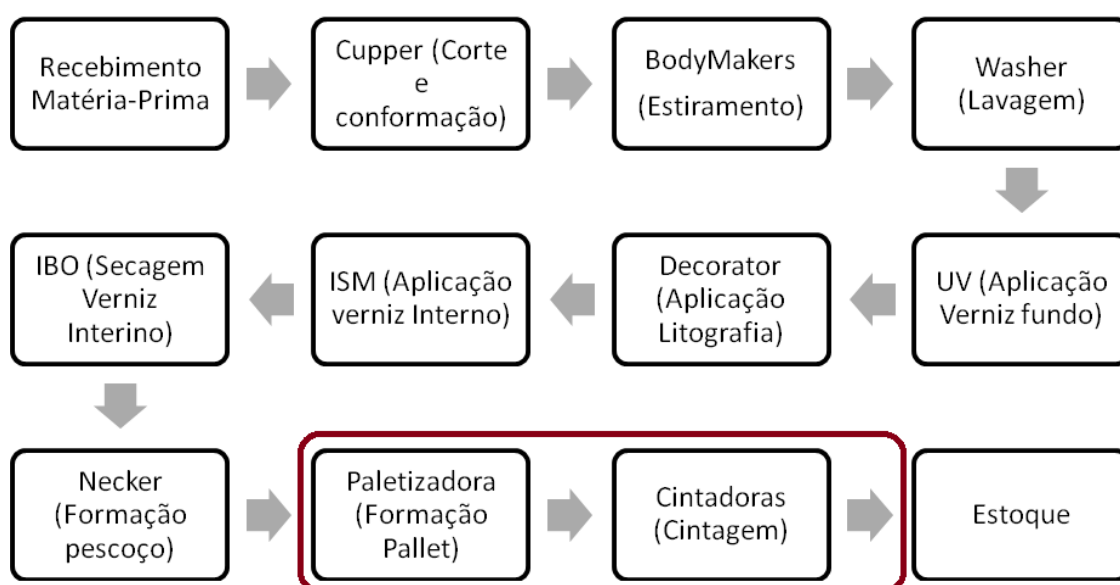 Recebimento
Matéria-Prima
Cupper (Corte
e
conformação)
BodyMakers
(Estiramento)
Washer
(Lavagem)
UV (Aplicação
Verniz fundo)
Decorator
(Aplicação
Litografia)
ISM (Aplicação
verniz Interno)
IBO (Secagem
Verniz
Interino)
Necker
(Formação
pescoço)
Paletizadora
(Formação
Pallet)
Cintadoras
(Cintagem)
Estoque